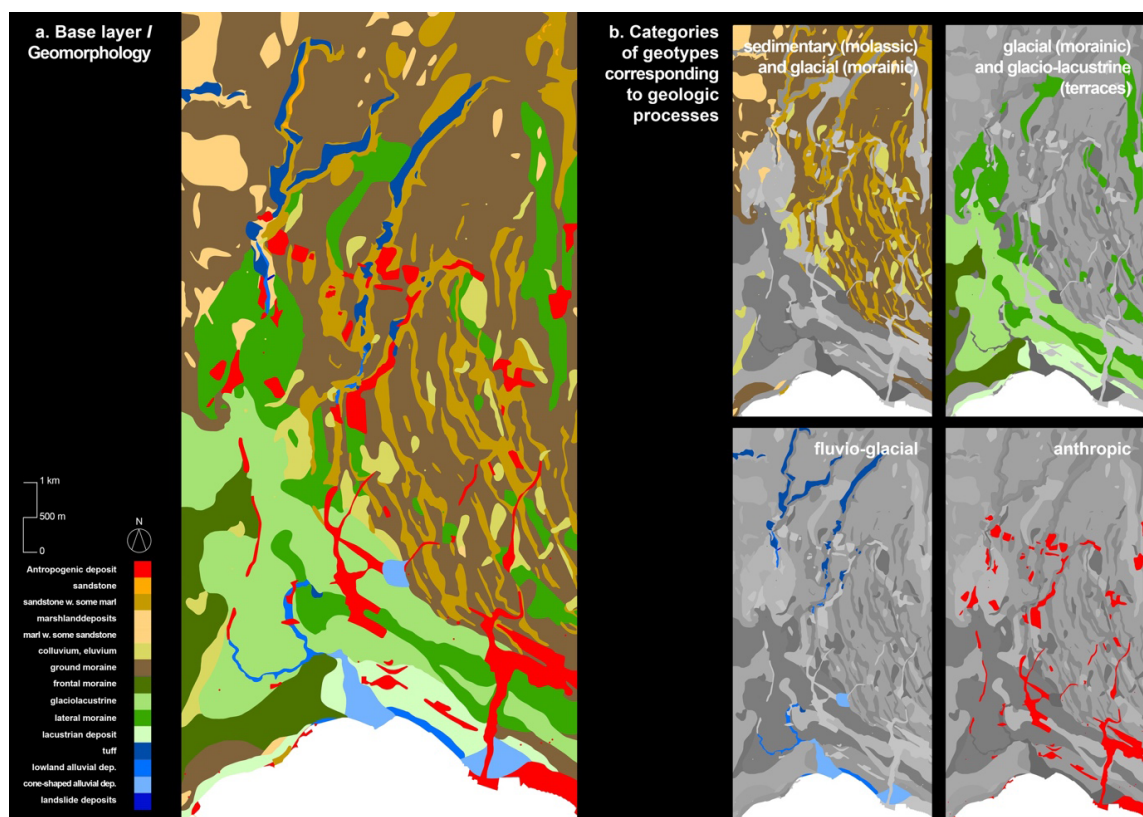 a. Base layer /
Geomorphology
1 km
500 m
0
N
Antropogenic deposit
sandstone
sandstone w. some marl
marshlanddeposits
marl w. some sandstone
colluvium, eluvium
ground moraine
frontal moraine
glaciolacustrine
lateral moraine
lacustrian deposit
tuff
lowland alluvial dep.
cone-shaped alluvial dep.
landslide deposits
b. Categories
of geotypes
corresponding
to geologic
processes
sedimentary (molassic)
and glacial (morainic)
glacial (morainic)
and glacio-lacustrine
(terraces)
fluvio-glacial
anthropic